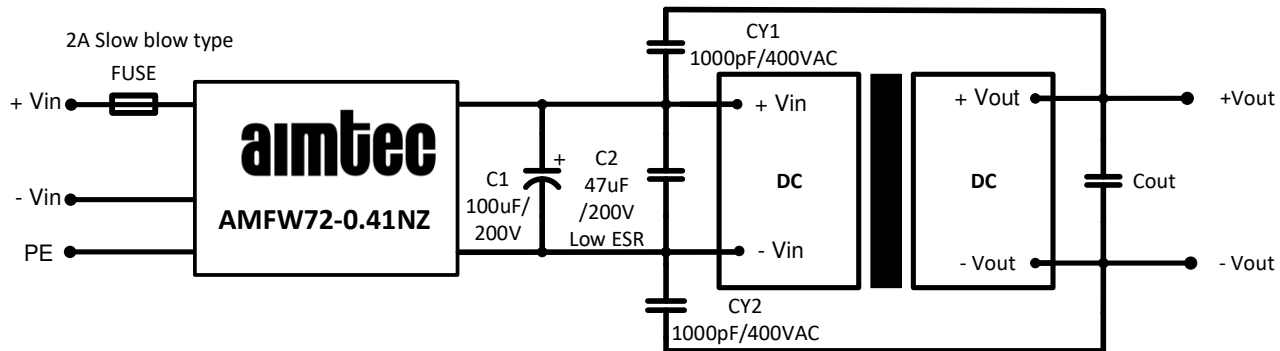 2A Slow blow type
FUSE
+ Vin
- Vin
PE
aimtec
AMFW72-0.41NZ
C1
100uF/
200V
+
C2
47uF
/200V
Low ESR
CY1
1000pF/400VAC
+ Vin
DC
- Vin
CY2
1000pF/400VAC
+ Vout
DC
- Vout
Cout
+Vout
- Vout